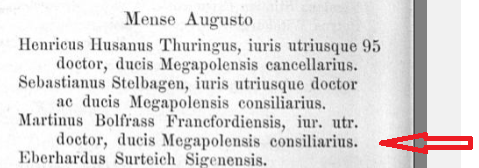 Mense Augusto
Henricus Husanus Thuringus, iuris utriusque 95
doctor, ducis Megapolensis cancellarius.
Sebastianus Stelbagen, iuris utriusque doctor
ac ducis Megapolensis consiliarius.
Martinus Bolfrass Francfordiensis, iur. utr.
doctor, ducis Megapolensis consiliarius.
Eberhardus Surteich Sigenensis.